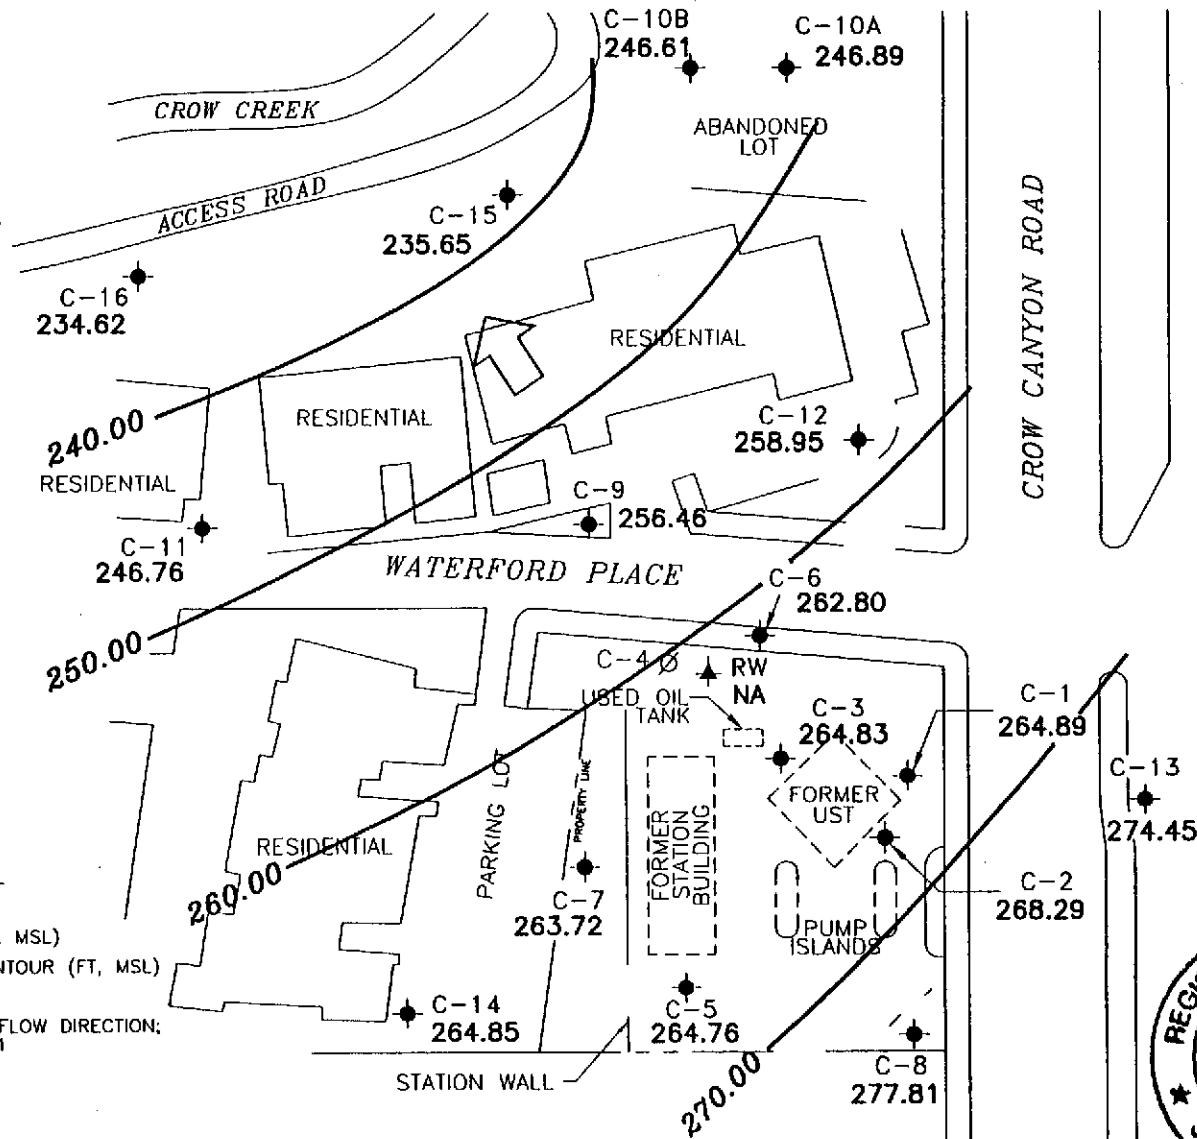 C-10B
246.61
C-10A
246.89
CROW CREEK
ABANDONED
LOT
ACCESS ROAD
C-15
235.65
CROW CANYON ROAD
C-16
234.62
RESIDENTIAL
RESIDENTIAL
240.00
RESIDENTIAL
C-12
258.95
C-9
256.46
C-11
246.76
WATERFORD PLACE
C-6
262.80
250.00
C-4
RW
NA
USED OIL
TANK
C-3
264.83
C-1
264.89
C-13
274.45
PARKING LOT
PROPERTY LINE
FORMER
STATION
BUILDING
FORMER
UST
RESIDENTIAL
260.00
C-7
263.72
C-2
268.29
PUMP
ISLANDS
MSL)
NTOUR (FT, MSL)
FLOW DIRECTION;
C-14
264.85
C-5
264.76
C-8
277.81
270.00
STATION WALL
REGI